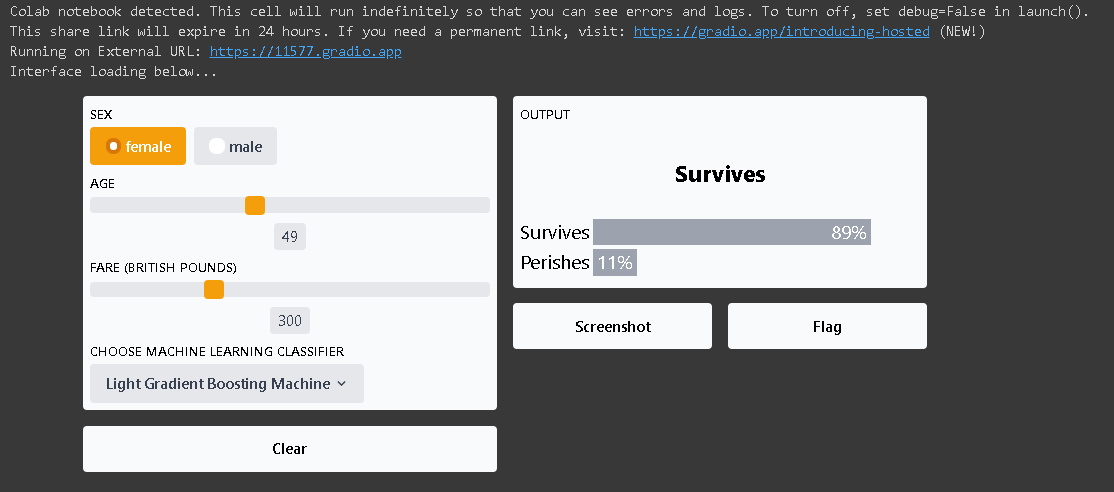 Colab notebook detected. This cell will run indefinitely so that you can see errors and logs. To turn off, set debug=False in launch().
This share link will expire in 24 hours. If you need a permanent link, visit: https://gradio.app/introducing-hosted (NEW!)
Running on External URL: https://11577.gradio.app
Interface loading below...
SEX
female male
AGE
49
FARE (BRITISH POUNDS)
300
CHOOSE MACHINE LEARNING CLASSIFIER
Light Gradient Boosting Machine
Clear
OUTPUT
Survives
Survives 89%
Perishes 11%
Screenshot Flag